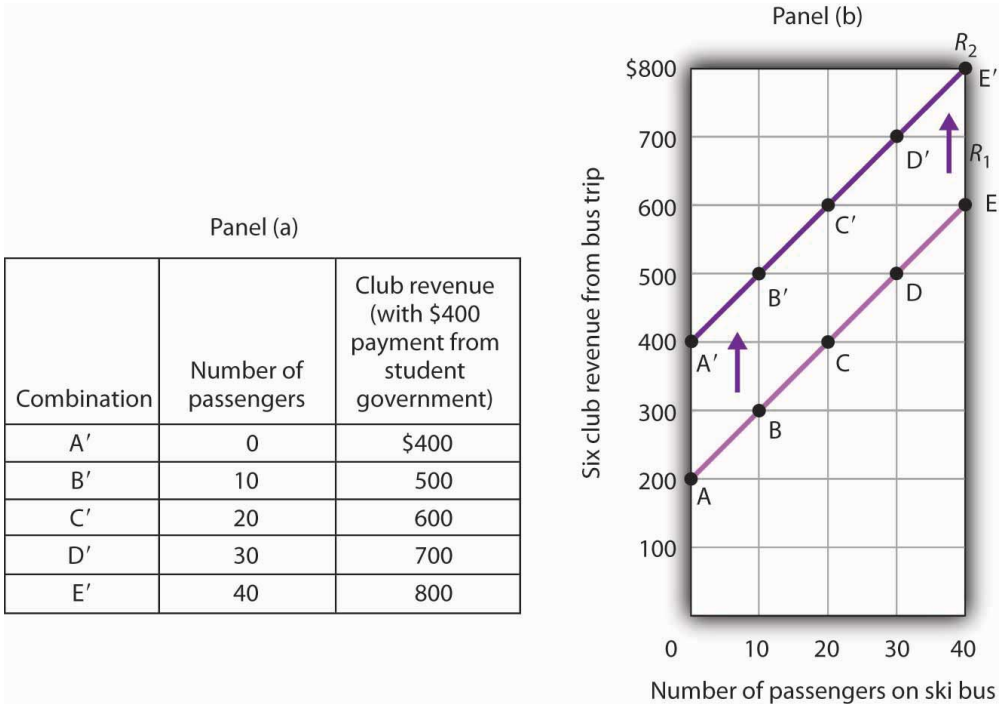 Panel (a)
Combination
Number of
passengers
Club revenue
(with $400
payment from
student
government)
A′ 0 $400
B′ 10 500
C′ 20 600
D′ 30 700
E′ 40 800
Panel (b)
Six club revenue from bus trip
R2
$800
E′
700
D′
R1
600
C′
E
500
B′
D
400
A′
C
300
B
200
A
100
0 10 20 30 40
Number of passengers on ski bus